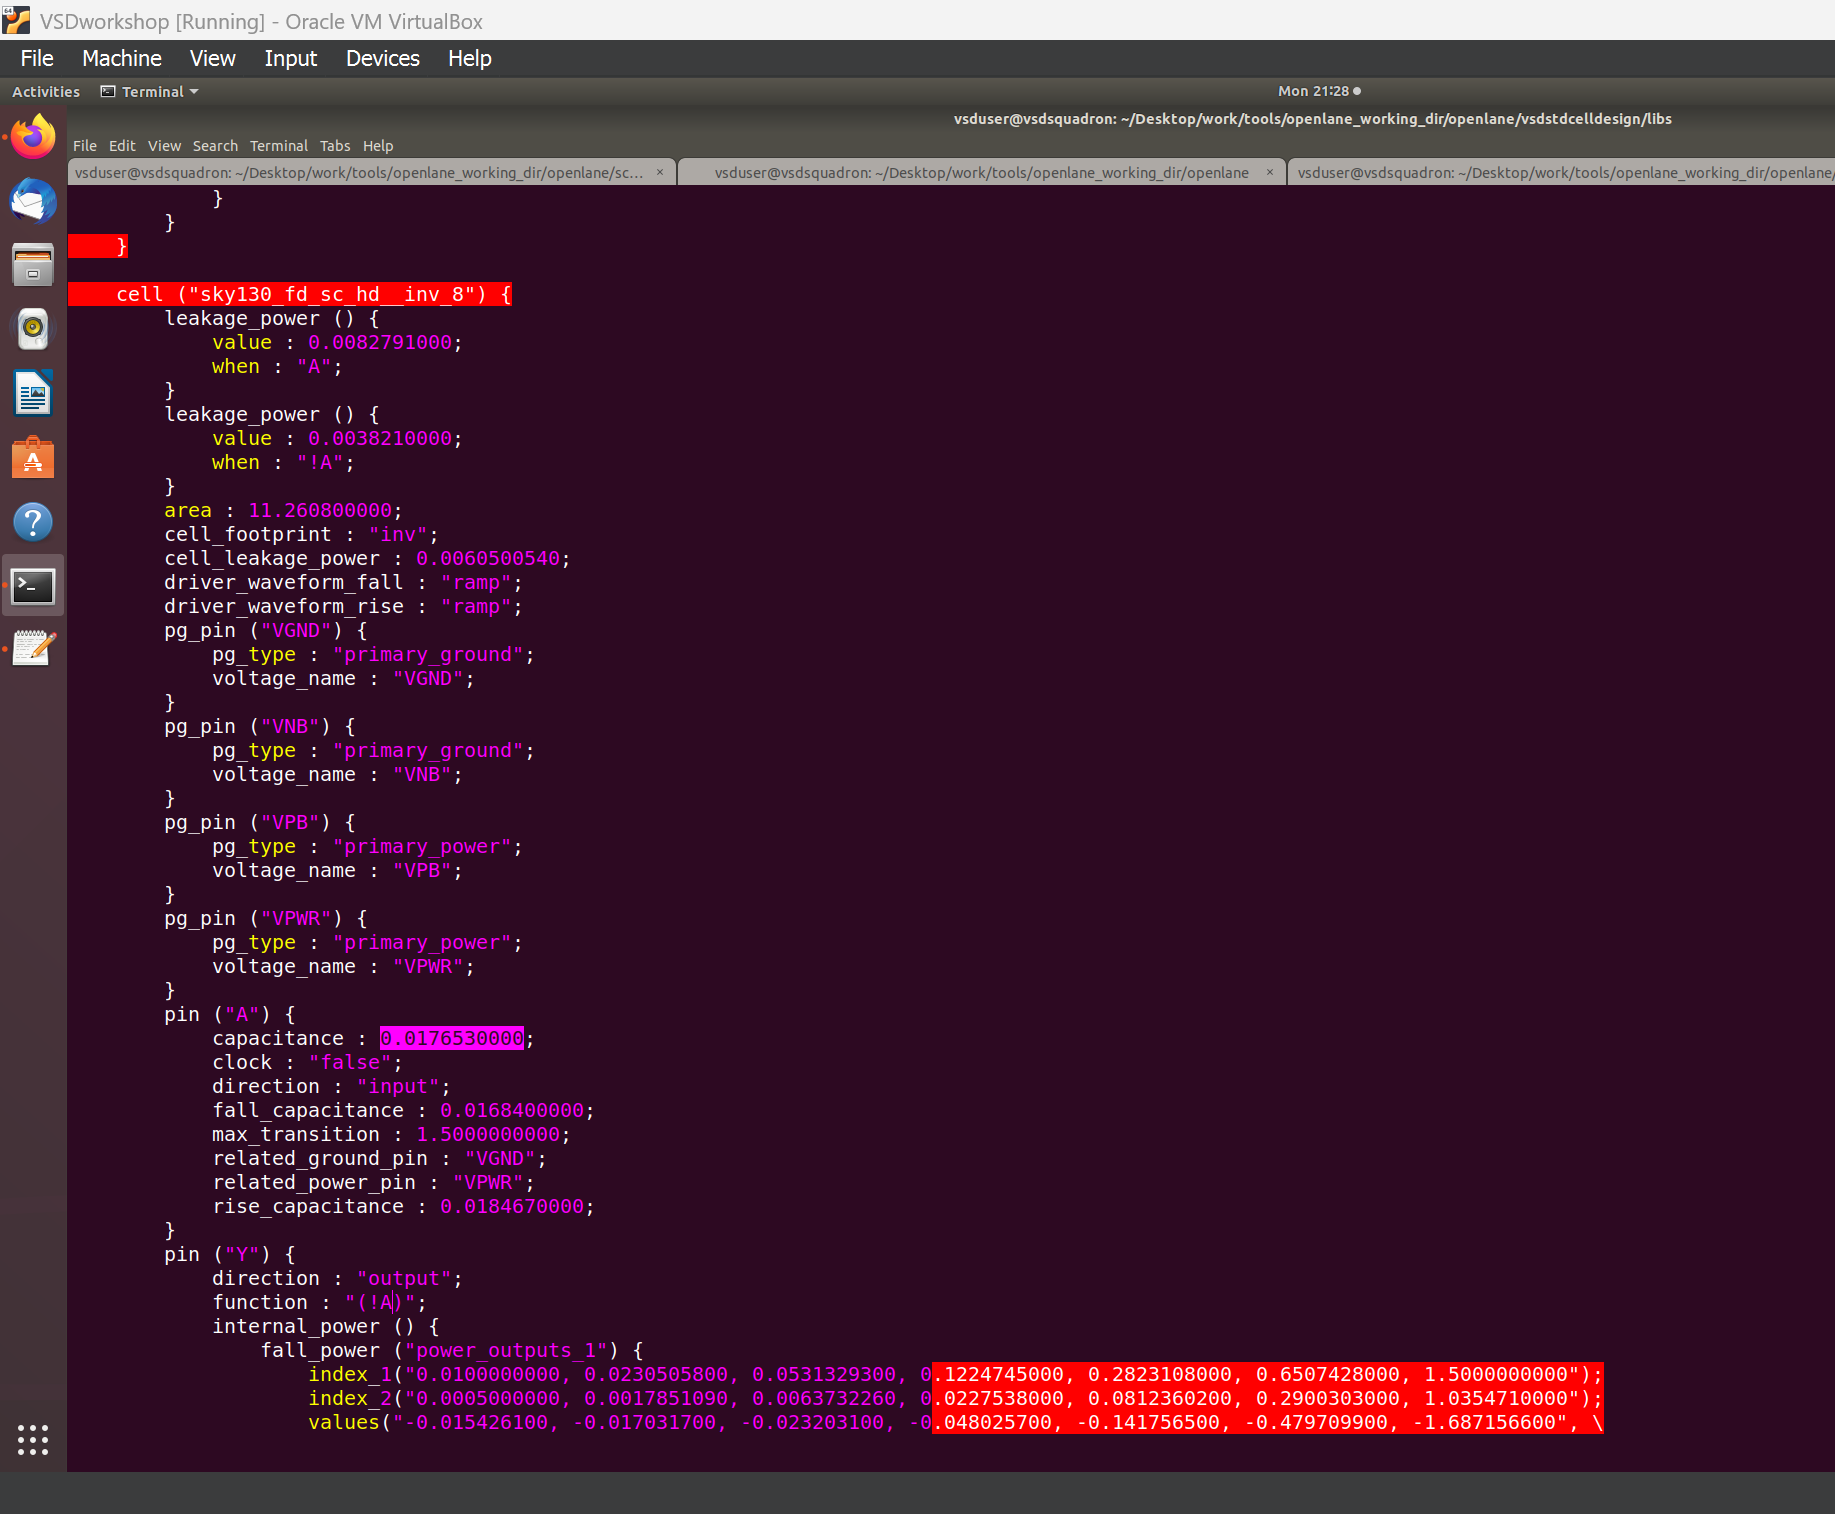 64
VSDworkshop [Running] - Oracle VM VirtualBox
File Machine View Input Devices Help
Activities Terminal Mon 21:28
vsduser@vsdsquadron: ~/Desktop/work/tools/openlane_working_dir/openlane/vsdstdcelldesign/libs
File Edit View Search Terminal Tabs Help
vsduser@vsdsquadron: ~/Desktop/work/tools/openlane_working_dir/openlane/sc... × vsduser@vsdsquadron: ~/Desktop/work/tools/openlane_working_dir/openlane × vsduser@vsdsquadron: ~/Desktop/work/tools/openlane_working_dir/openlane/
}
}
}
cell ("sky130_fd_sc_hd__inv_8") {
leakage_power () {
value : 0.0082791000;
when : "A";
}
leakage_power () {
value : 0.0038210000;
when : "!A";
}
area : 11.260800000;
cell_footprint : "inv";
cell_leakage_power : 0.0060500540;
driver_waveform_fall : "ramp";
driver_waveform_rise : "ramp";
pg_pin ("VGND") {
pg_type : "primary_ground";
voltage_name : "VGND";
}
pg_pin ("VNB") {
pg_type : "primary_ground";
voltage_name : "VNB";
}
pg_pin ("VPB") {
pg_type : "primary_power";
voltage_name : "VPB";
}
pg_pin ("VPWR") {
pg_type : "primary_power";
voltage_name : "VPWR";
}
pin ("A") {
capacitance : 0.0176530000;
clock : "false";
direction : "input";
fall_capacitance : 0.0168400000;
max_transition : 1.5000000000;
related_ground_pin : "VGND";
related_power_pin : "VPWR";
rise_capacitance : 0.0184670000;
}
pin ("Y") {
direction : "output";
function : "(!A)";
internal_power () {
fall_power ("power_outputs_1") {
index_1("0.0100000000, 0.0230505800, 0.0531329300, 0.1224745000, 0.2823108000, 0.6507428000, 1.5000000000");
index_2("0.0005000000, 0.0017851090, 0.0063732260, 0.0227538000, 0.0812360200, 0.2900303000, 1.0354710000");
values("-0.015426100, -0.017031700, -0.023203100, -0.048025700, -0.141756500, -0.479709900, -1.687156600", \